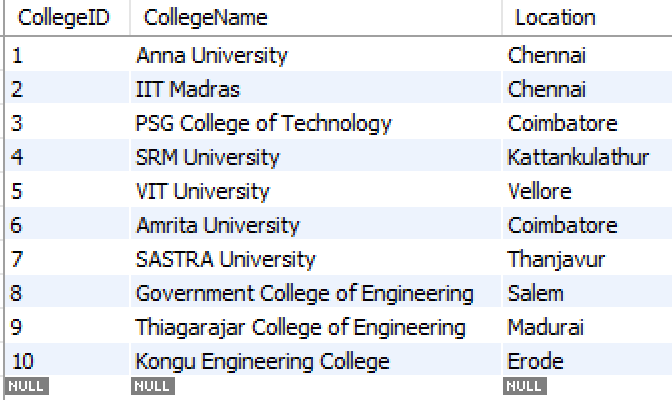 CollegeID CollegeName Location
1 Anna University Chennai
2 IIT Madras Chennai
3 PSG College of Technology Coimbatore
4 SRM University Kattankulathur
5 VIT University Vellore
6 Amrita University Coimbatore
7 SASTRA University Thanjavur
8 Government College of Engineering Salem
9 Thiagarajar College of Engineering Madurai
10 Kongu Engineering College Erode
NULL NULL NULL